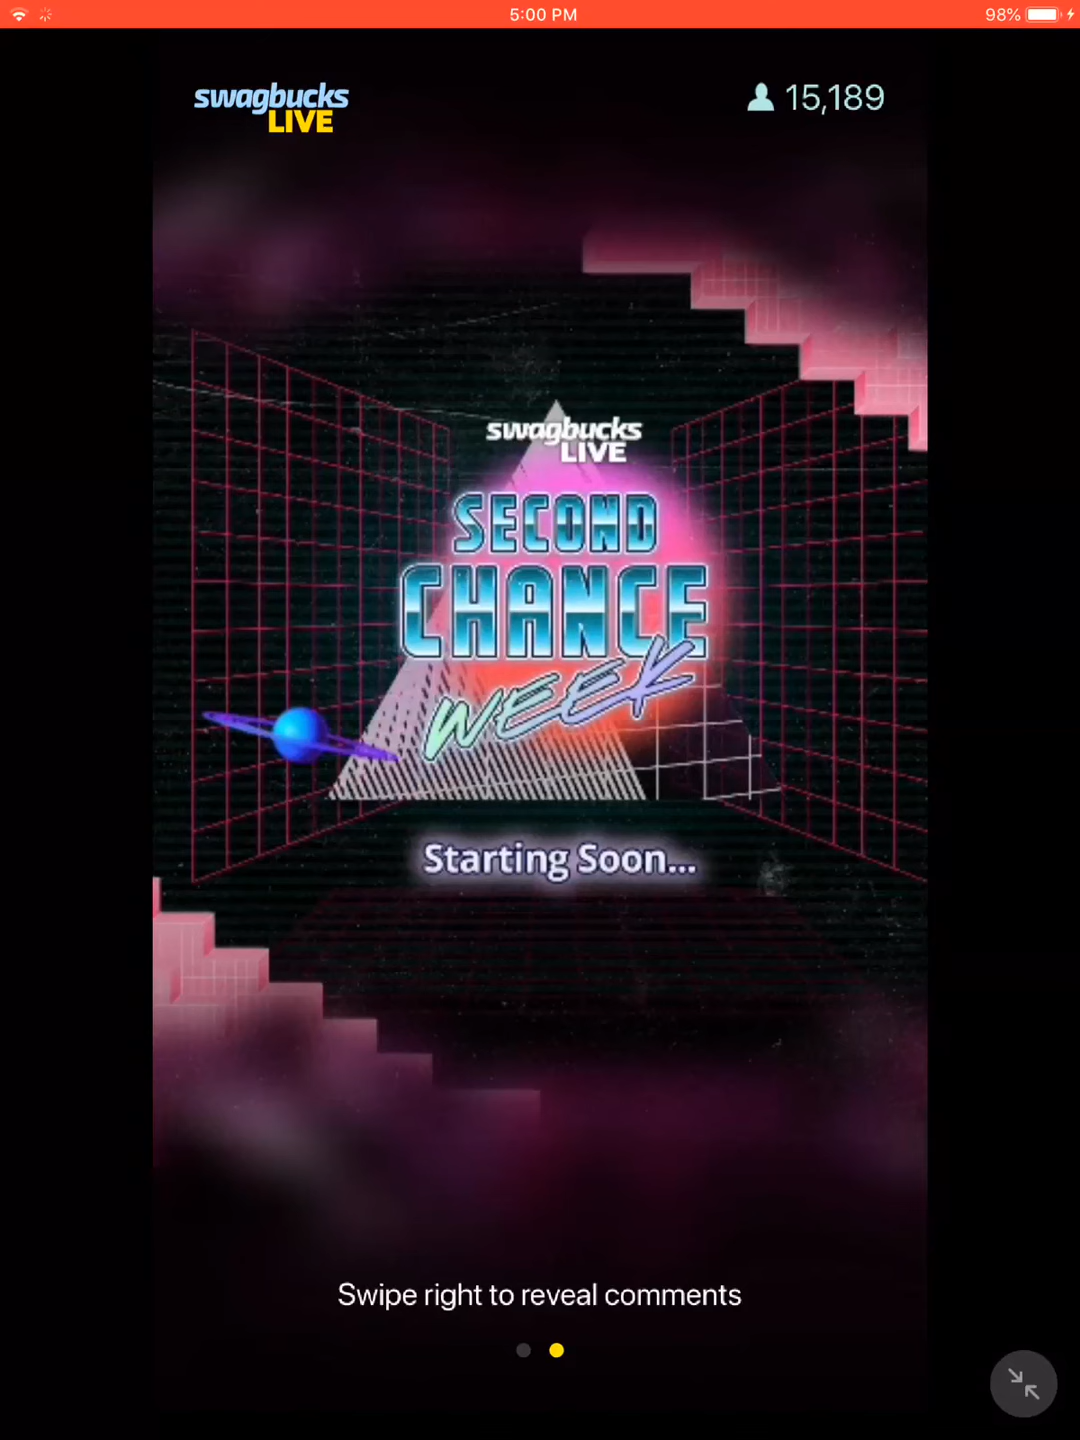 5:00 PM
98%
swagbucks
LIVE
15,189
swagbucks
LIVE
SECOND
CHANCE
WEEK
Starting Soon...
Swipe right to reveal comments